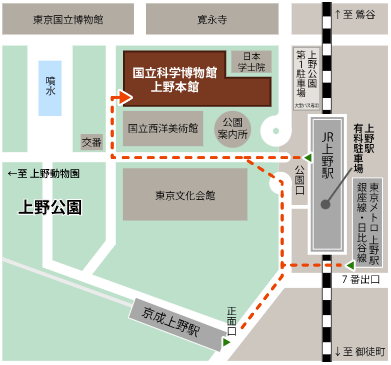 東京国立博物館
寛永寺
↑至 鶯谷
国立科学博物館
上野本館
日本
学士院
上野公園
第1駐車場
噴水
交番
国立西洋美術館
公園
案内所
JR上野駅
上野駅
有料駐車場
公園口
←至 上野動物園
上野公園
東京文化会館
東京メトロ 上野駅
銀座線・日比谷線
7番出口
正面口
京成上野駅
↓至 御徒町